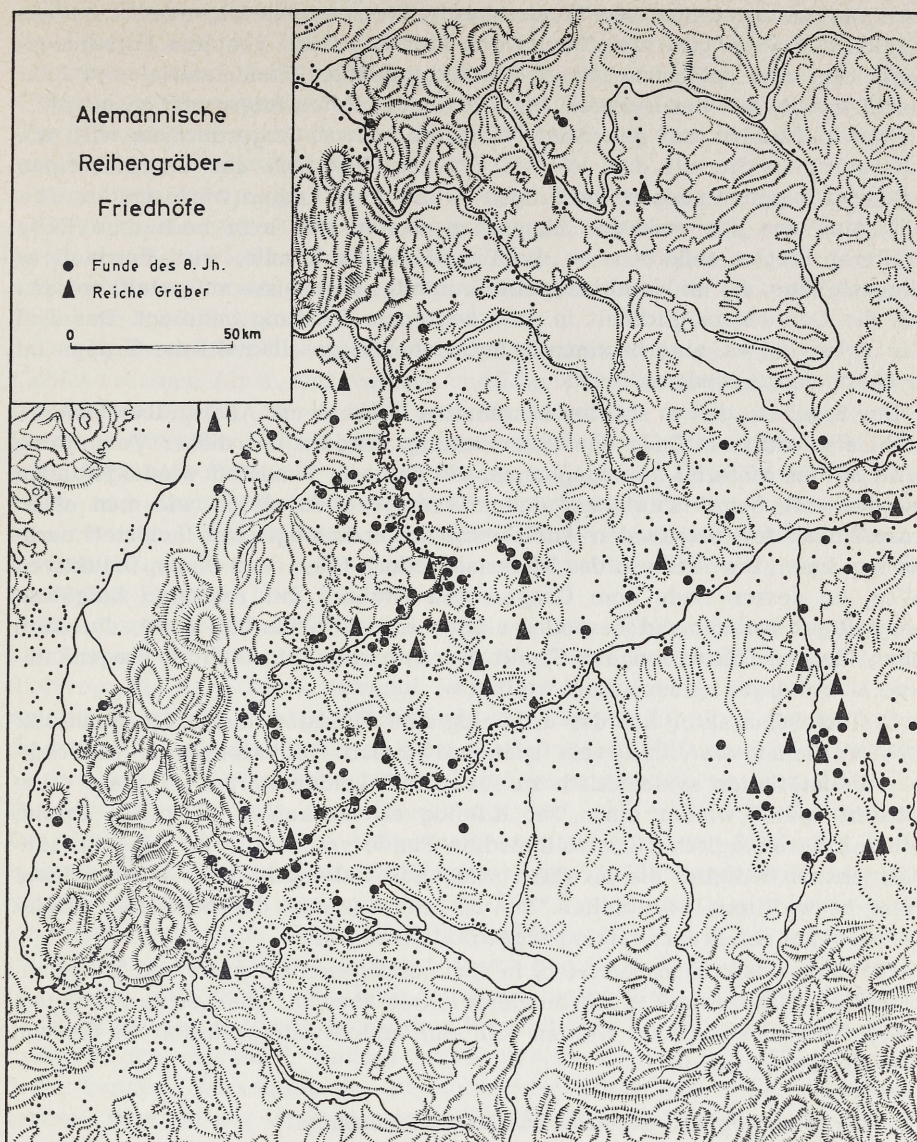 Alemannische
Reihengräber-
Friedhöfe
Funde des 8. Jh.
Reiche Gräber
0 50 km